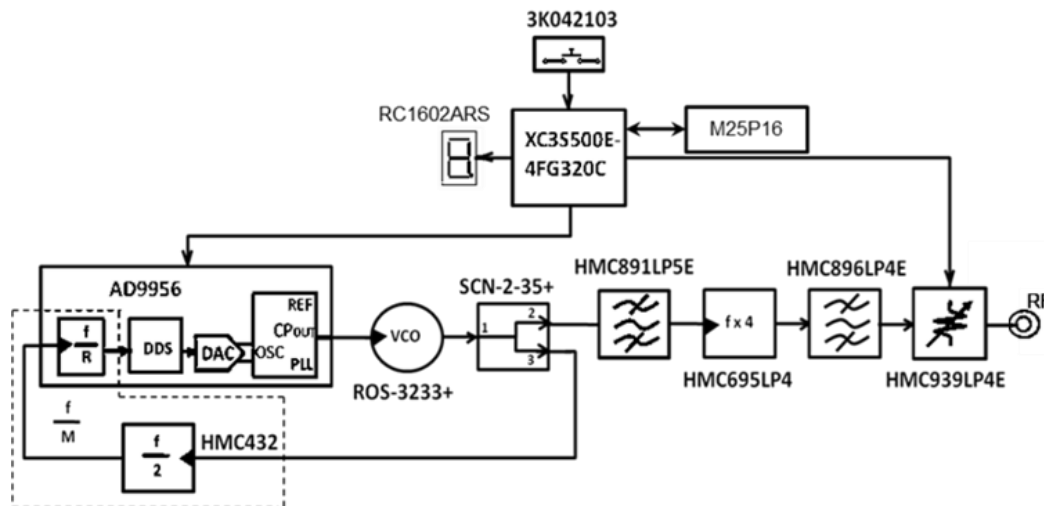 3K042103
RC1602ARS
XC3S500E-
4FG320C
M25P16
AD9956
REF
CPOUT
OSC
PLL
f
R
DDS
DAC
VCO
ROS-3233+
SCN-2-35+
1
2
3
HMC891LP5E
f x 4
HMC695LP4
HMC896LP4E
HMC939LP4E
RF
f
M
f
2
HMC432